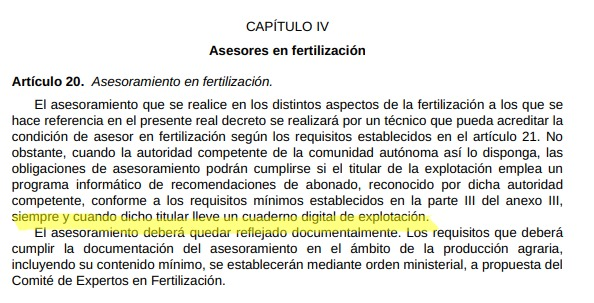 CAPÍTULO IV
Asesores en fertilización
Artículo 20. Asesoramiento en fertilización.
El asesoramiento que se realice en los distintos aspectos de la fertilización a los que se
hace referencia en el presente real decreto se realizará por un técnico que pueda acreditar la
condición de asesor en fertilización según los requisitos establecidos en el artículo 21. No
obstante, cuando la autoridad competente de la comunidad autónoma así lo disponga, las
obligaciones de asesoramiento podrán cumplirse si el titular de la explotación emplea un
programa informático de recomendaciones de abonado, reconocido por dicha autoridad
competente, conforme a los requisitos mínimos establecidos en la parte III del anexo III,
siempre y cuando dicho titular lleve un cuaderno digital de explotación.
El asesoramiento deberá quedar reflejado documentalmente. Los requisitos que deberá
cumplir la documentación del asesoramiento en el ámbito de la producción agraria,
incluyendo su contenido mínimo, se establecerán mediante orden ministerial, a propuesta del
Comité de Expertos en Fertilización.